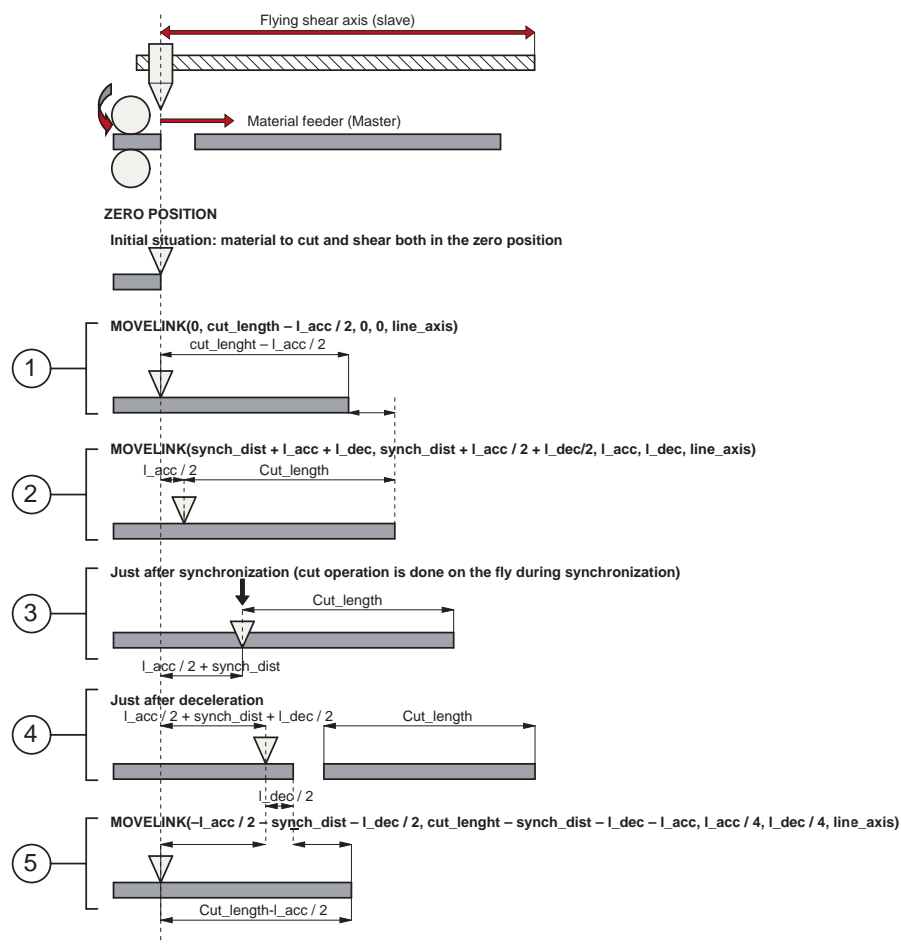 Flying shear axis (slave)
Material feeder (Master)
ZERO POSITION
Initial situation: material to cut and shear both in the zero position
MOVELINK(0, cut_length – l_acc / 2, 0, 0, line_axis)
cut_lenght – l_acc / 2
1
MOVELINK(synch_dist + l_acc + l_dec, synch_dist + l_acc / 2 + l_dec/2, l_acc, l_dec, line_axis)
l_acc / 2 Cut_length
2
Just after synchronization (cut operation is done on the fly during synchronization)
Cut_length
3
l_acc / 2 + synch_dist
Just after deceleration
l_acc / 2 + synch_dist + l_dec / 2 Cut_length
4
l_dec / 2
MOVELINK(–l_acc / 2 – synch_dist – l_dec / 2, cut_lenght – synch_dist – l_dec – l_acc, l_acc / 4, l_dec / 4, line_axis)
5
Cut_length-l_acc / 2